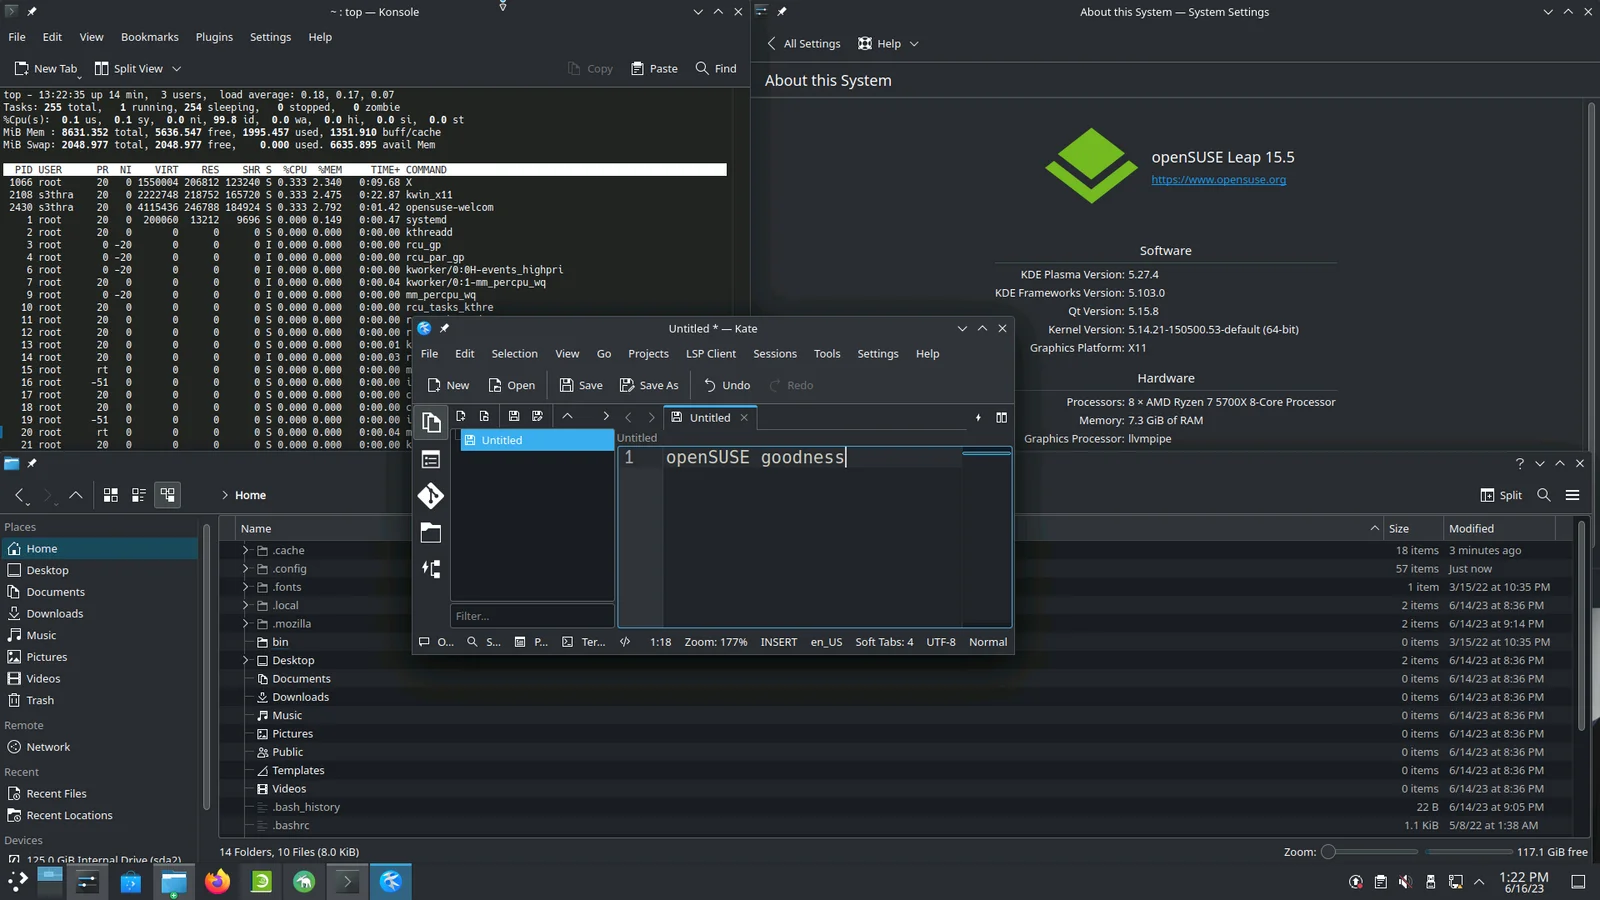 ~ : top — Konsole
File Edit View Bookmarks Plugins Settings Help
New Tab Split View Copy Paste Find
top - 13:22:35 up 14 min, 3 users, load average: 0.18, 0.17, 0.07
Tasks: 255 total, 1 running, 254 sleeping, 0 stopped, 0 zombie
%Cpu(s): 0.1 us, 0.1 sy, 0.0 ni, 99.8 id, 0.0 wa, 0.0 hi, 0.0 si, 0.0 st
MiB Mem : 8631.352 total, 5636.547 free, 1995.457 used, 1351.910 buff/cache
MiB Swap: 2048.977 total, 2048.977 free, 0.000 used. 6635.895 avail Mem
PID USER PR NI VIRT RES SHR S %CPU %MEM TIME+ COMMAND
1066 root 20 0 1550004 206812 123240 S 0.333 2.340 0:09.68 X
2108 s3thra 20 0 2222748 218752 165720 S 0.333 2.475 0:22.87 kwin_x11
2430 s3thra 20 0 4115436 246788 184924 S 0.333 2.792 0:01.42 opensuse-welcom
1 root 20 0 200060 13212 9696 S 0.000 0.149 0:00.47 systemd
2 root 20 0 0 0 0 S 0.000 0.000 0:00.00 kthreadd
3 root 0 -20 0 0 0 I 0.000 0.000 0:00.00 rcu_gp
4 root 0 -20 0 0 0 I 0.000 0.000 0:00.00 rcu_par_gp
6 root 0 -20 0 0 0 I 0.000 0.000 0:00.00 kworker/0:0H-events_highpri
7 root 20 0 0 0 0 I 0.000 0.000 0:00.04 kworker/0:1-mm_percpu_wq
9 root 0 -20 0 0 0 I 0.000 0.000 0:00.00 mm_percpu_wq
10 root 20 0 0 0 0 S 0.000 0.000 0:00.00 rcu_tasks_kthre
11 root 20 0 0 0 0 S 0.000 0.000 0:00.00
12 root 20 0 0 0 0 S 0.000 0.000 0:00.00
13 root 20 0 0 0 0 S 0.000 0.000 0:00.01
14 root 20 0 0 0 0 I 0.000 0.000 0:00.03
15 root rt 0 0 0 0 S 0.000 0.000 0:00.00
16 root -51 0 0 0 0 S 0.000 0.000 0:00.00
17 root 20 0 0 0 0 S 0.000 0.000 0:00.00
18 root 20 0 0 0 0 S 0.000 0.000 0:00.00
19 root -51 0 0 0 0 S 0.000 0.000 0:00.00
20 root rt 0 0 0 0 S 0.000 0.000 0:00.04
21 root 20 0 0 0 0 S 0.000 0.000 0:00.00
About this System — System Settings
All Settings Help
About this System
openSUSE Leap 15.5
https://www.opensuse.org
Software
KDE Plasma Version: 5.27.4
KDE Frameworks Version: 5.103.0
Qt Version: 5.15.8
Kernel Version: 5.14.21-150500.53-default (64-bit)
Graphics Platform: X11
Hardware
Processors: 8 × AMD Ryzen 7 5700X 8-Core Processor
Memory: 7.3 GiB of RAM
Graphics Processor: llvmpipe
Untitled * — Kate
File Edit Selection View Go Projects LSP Client Sessions Tools Settings Help
New Open Save Save As Undo Redo
Untitled
Untitled
Untitled
1 openSUSE goodness
Filter...
O... S... P... Ter... 1:18 Zoom: 177% INSERT en_US Soft Tabs: 4 UTF-8 Normal
Home
Split
Places
Home
Desktop
Documents
Downloads
Music
Pictures
Videos
Trash
Remote
Network
Recent
Recent Files
Recent Locations
Devices
125.0 GiB Internal Drive (sda2)
Name Size Modified
.cache 18 items 3 minutes ago
.config 57 items Just now
.fonts 1 item 3/15/22 at 10:35 PM
.local 2 items 6/14/23 at 8:36 PM
.mozilla 2 items 6/14/23 at 9:14 PM
bin 0 items 3/15/22 at 10:35 PM
Desktop 2 items 6/14/23 at 8:36 PM
Documents 0 items 6/14/23 at 8:36 PM
Downloads 0 items 6/14/23 at 8:36 PM
Music 0 items 6/14/23 at 8:36 PM
Pictures 0 items 6/14/23 at 8:36 PM
Public 0 items 6/14/23 at 8:36 PM
Templates 0 items 6/14/23 at 8:36 PM
Videos 0 items 6/14/23 at 8:36 PM
.bash_history 22 B 6/14/23 at 9:05 PM
.bashrc 1.1 KiB 5/8/22 at 1:38 AM
14 Folders, 10 Files (8.0 KiB) Zoom: 117.1 GiB free
1:22 PM
6/16/23